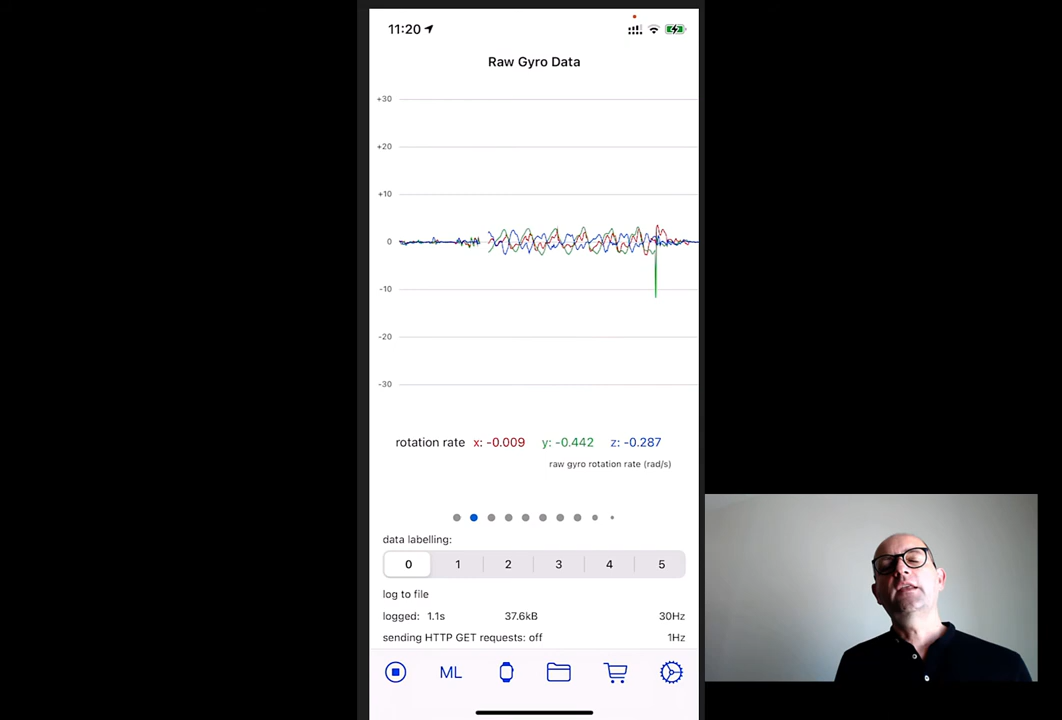 11:20
Raw Gyro Data
+30
+20
+10
0
-10
-20
-30
rotation rate x: -0.009 y: -0.442 z: -0.287
raw gyro rotation rate (rad/s)
data labelling:
0 1 2 3 4 5
log to file
logged: 1.1s 37.6kB 30Hz
sending HTTP GET requests: off 1Hz
ML